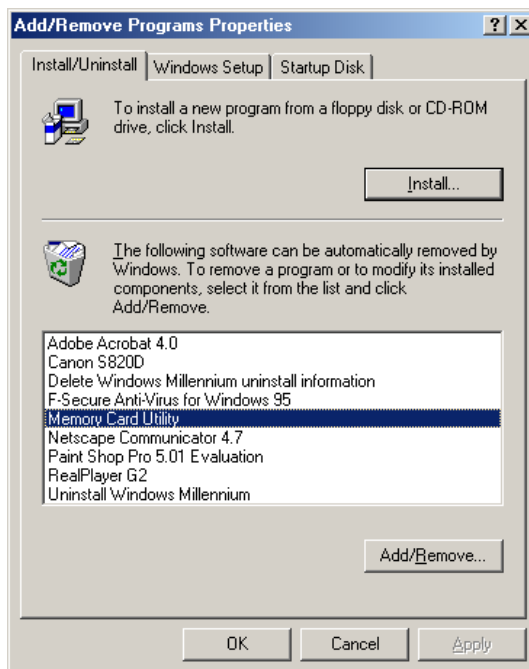 Add/Remove Programs Properties
Install/Uninstall Windows Setup Startup Disk
To install a new program from a floppy disk or CD-ROM
drive, click Install.
Install...
The following software can be automatically removed by
Windows. To remove a program or to modify its installed
components, select it from the list and click
Add/Remove.
Adobe Acrobat 4.0
Canon S820D
Delete Windows Millennium uninstall information
F-Secure Anti-Virus for Windows 95
Memory Card Utility
Netscape Communicator 4.7
Paint Shop Pro 5.01 Evaluation
RealPlayer G2
Uninstall Windows Millennium
Add/Remove...
OK Cancel Apply